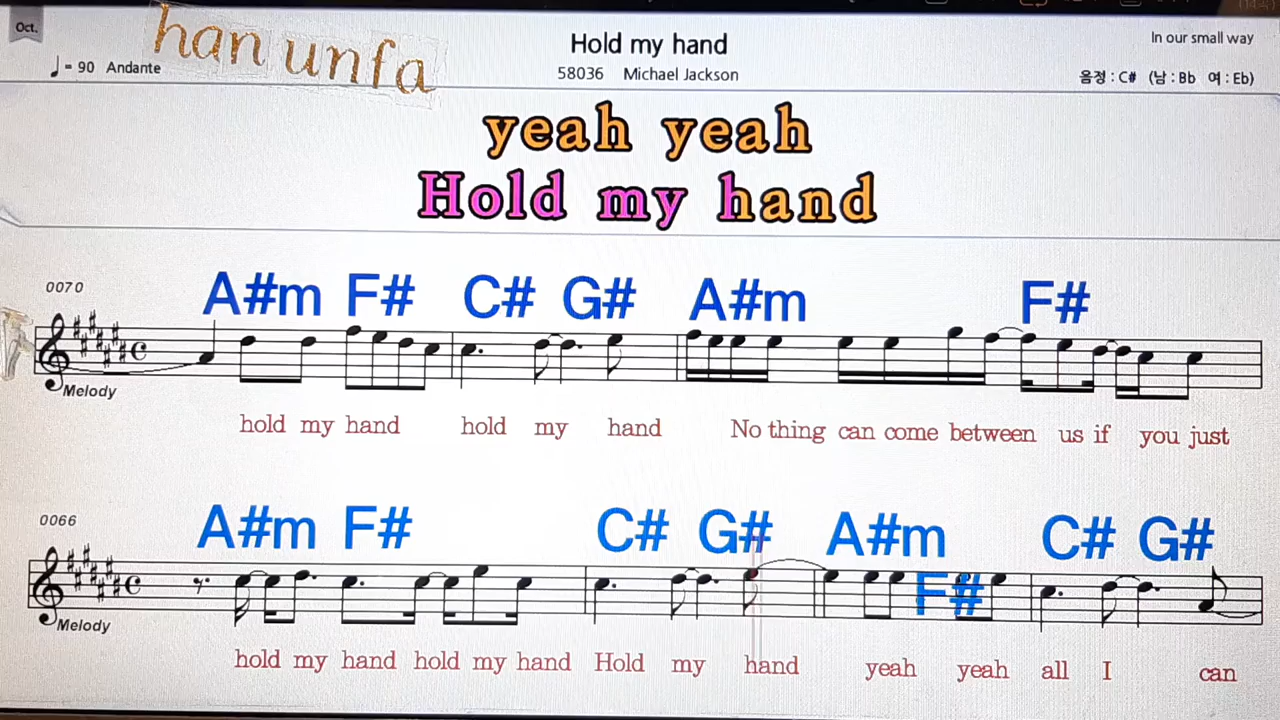 Oct.
han unfa
Hold my hand
In our small way
♩ = 90 Andante
58036 Michael Jackson
음정 : C# (남 : Bb 여 : Eb)
yeah yeah
Hold my hand
0070
A#m F# C# G# A#m F#
Melody
hold my hand hold my hand No thing can come between us if you just
0066
A#m F# C# G# A#m F# C# G#
Melody
hold my hand hold my hand Hold my hand yeah yeah all I can